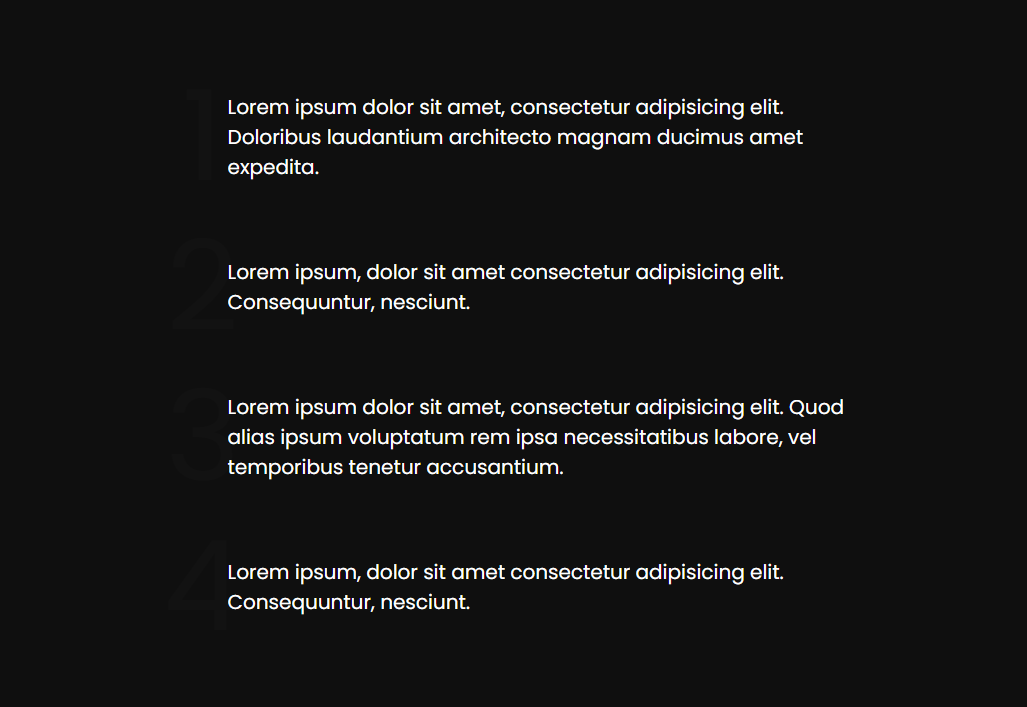 1
Lorem ipsum dolor sit amet, consectetur adipisicing elit.
Doloribus laudantium architecto magnam ducimus amet
expedita.
2
Lorem ipsum, dolor sit amet consectetur adipisicing elit.
Consequuntur, nesciunt.
3
Lorem ipsum dolor sit amet, consectetur adipisicing elit. Quod
alias ipsum voluptatum rem ipsa necessitatibus labore, vel
temporibus tenetur accusantium.
4
Lorem ipsum, dolor sit amet consectetur adipisicing elit.
Consequuntur, nesciunt.